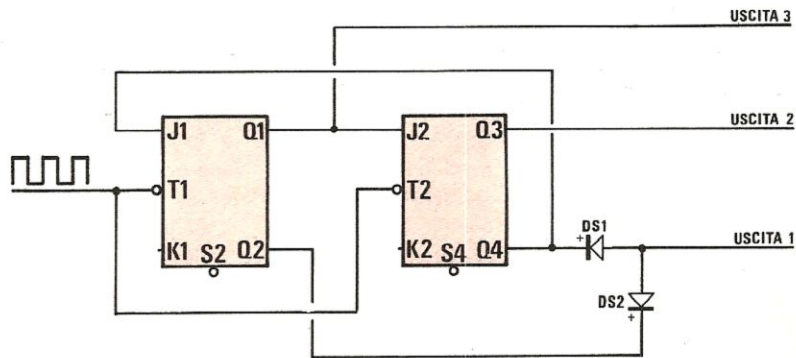 USCITA 3
J1 Q1
J2 Q3
USCITA 2
T1
T2
DS1
+
K1 S2 Q2
K2 S4 Q4
USCITA 1
DS2
+